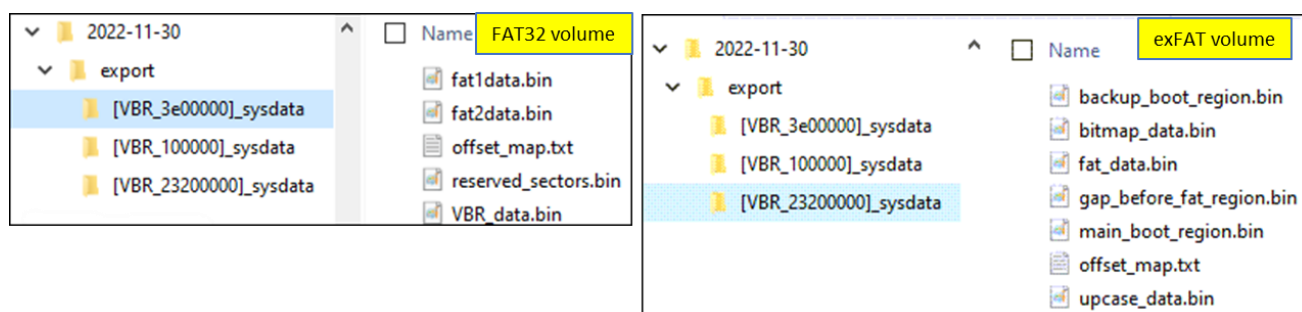 2022-11-30
export
[VBR_3e00000]_sysdata
[VBR_100000]_sysdata
[VBR_23200000]_sysdata
Name
FAT32 volume
fat1data.bin
fat2data.bin
offset_map.txt
reserved_sectors.bin
VBR_data.bin
2022-11-30
export
[VBR_3e00000]_sysdata
[VBR_100000]_sysdata
[VBR_23200000]_sysdata
Name
exFAT volume
backup_boot_region.bin
bitmap_data.bin
fat_data.bin
gap_before_fat_region.bin
main_boot_region.bin
offset_map.txt
upcase_data.bin